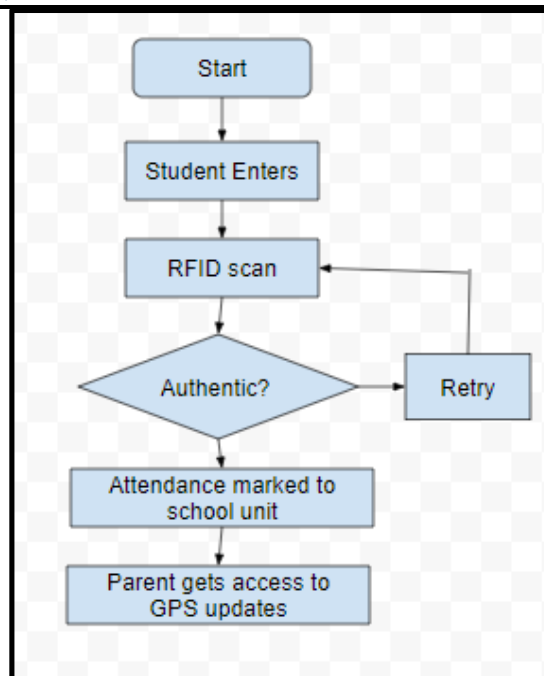 Start
Student Enters
RFID scan
Authentic?
Retry
Attendance marked to
school unit
Parent gets access to
GPS updates